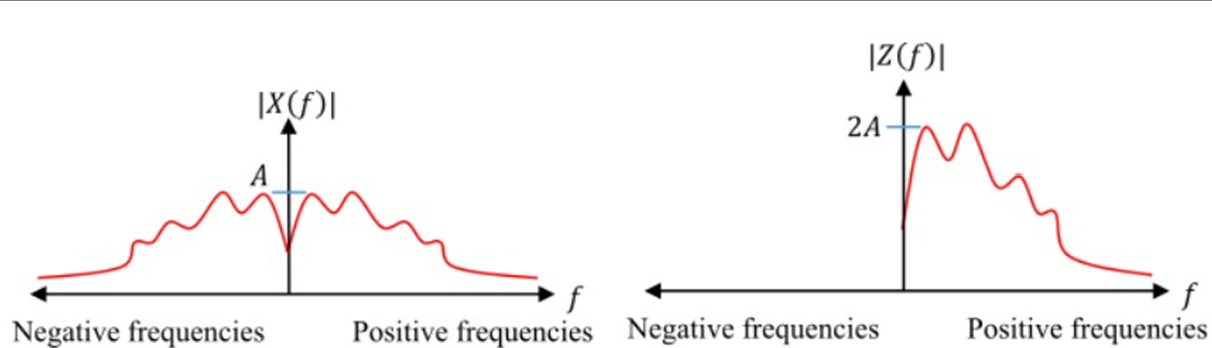 |X(f)|
A
f
Negative frequencies
Positive frequencies
|Z(f)|
2A
f
Negative frequencies
Positive frequencies